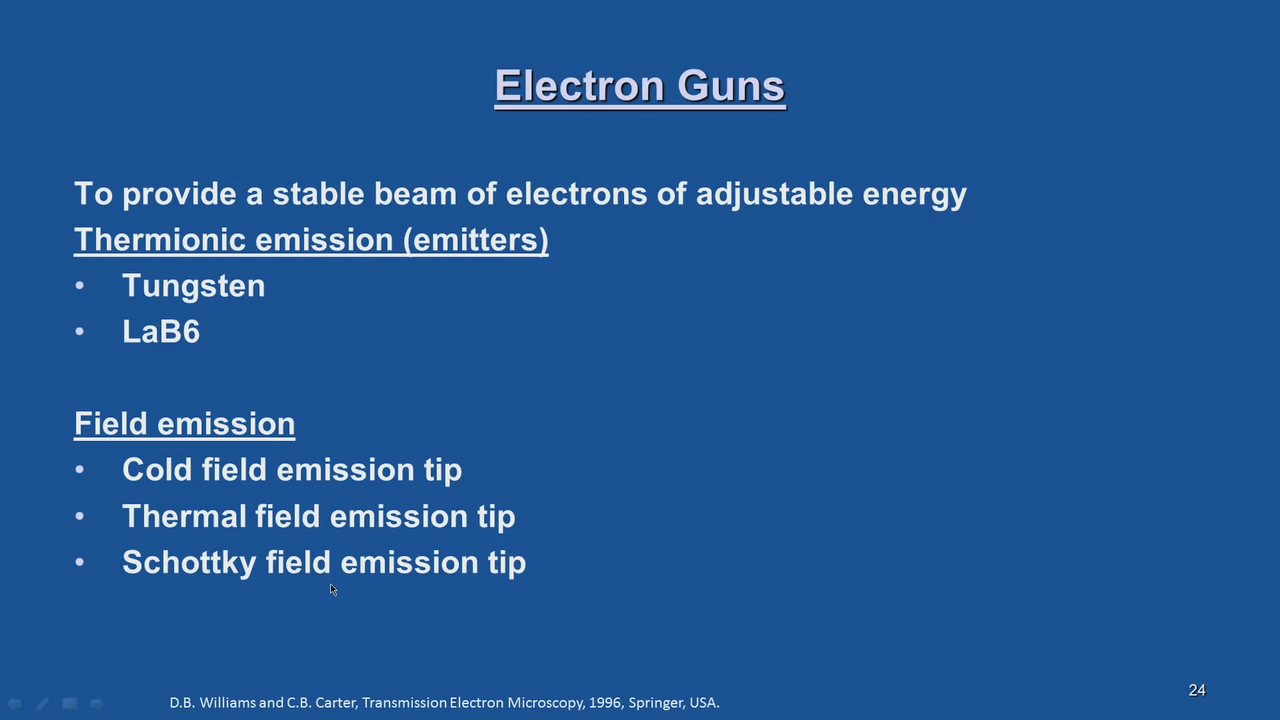 Electron Guns
To provide a stable beam of electrons of adjustable energy
Thermionic emission (emitters)
• Tungsten
• LaB6
Field emission
• Cold field emission tip
• Thermal field emission tip
• Schottky field emission tip
24
D.B. Williams and C.B. Carter, Transmission Electron Microscopy, 1996, Springer, USA.